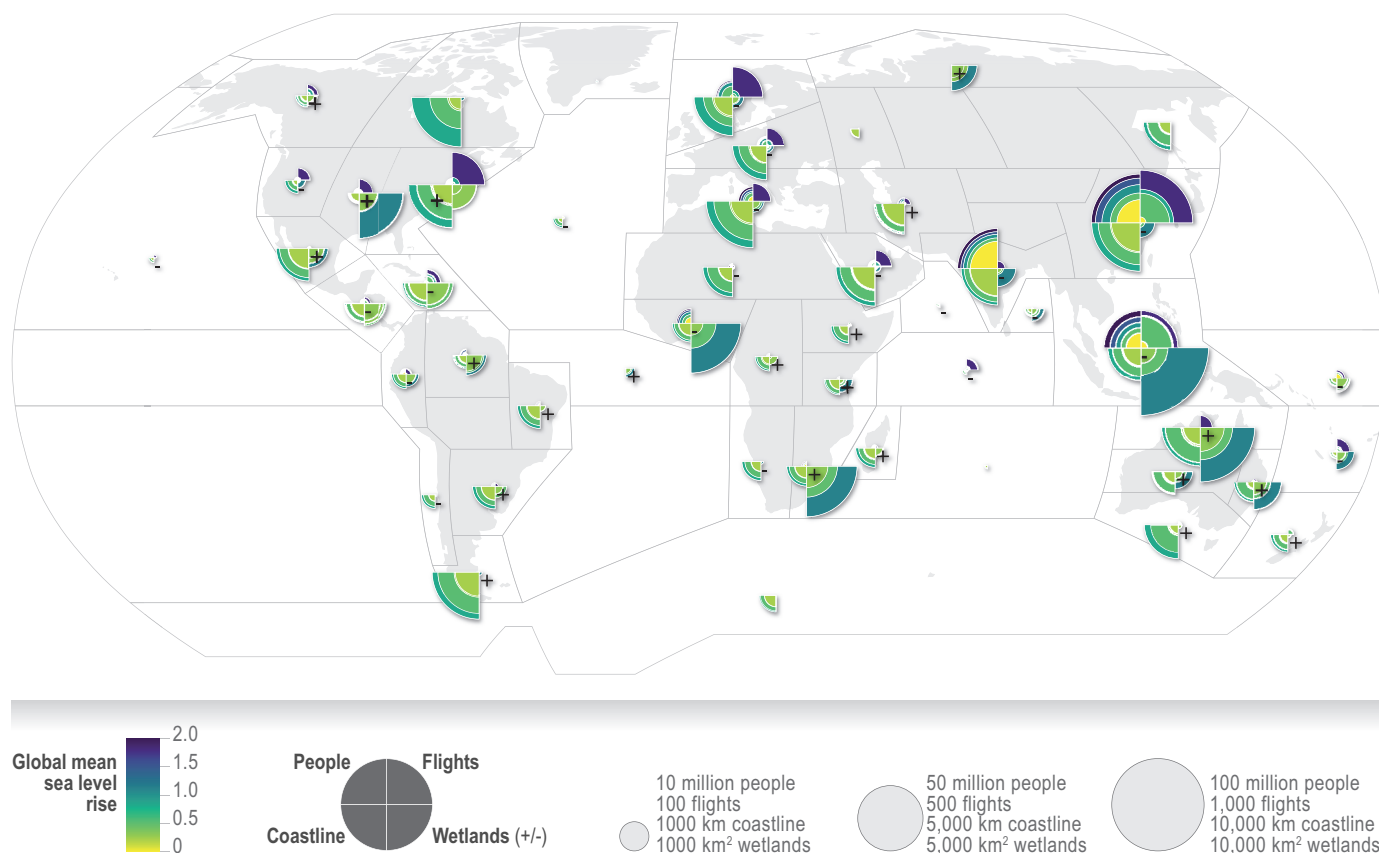 Global mean
sea level
rise
2.0
1.5
1.0
0.5
0
People
Flights
Coastline
Wetlands (+/-)
10 million people
100 flights
1000 km coastline
1000 km² wetlands
50 million people
500 flights
5,000 km coastline
5,000 km² wetlands
100 million people
1,000 flights
10,000 km coastline
10,000 km² wetlands